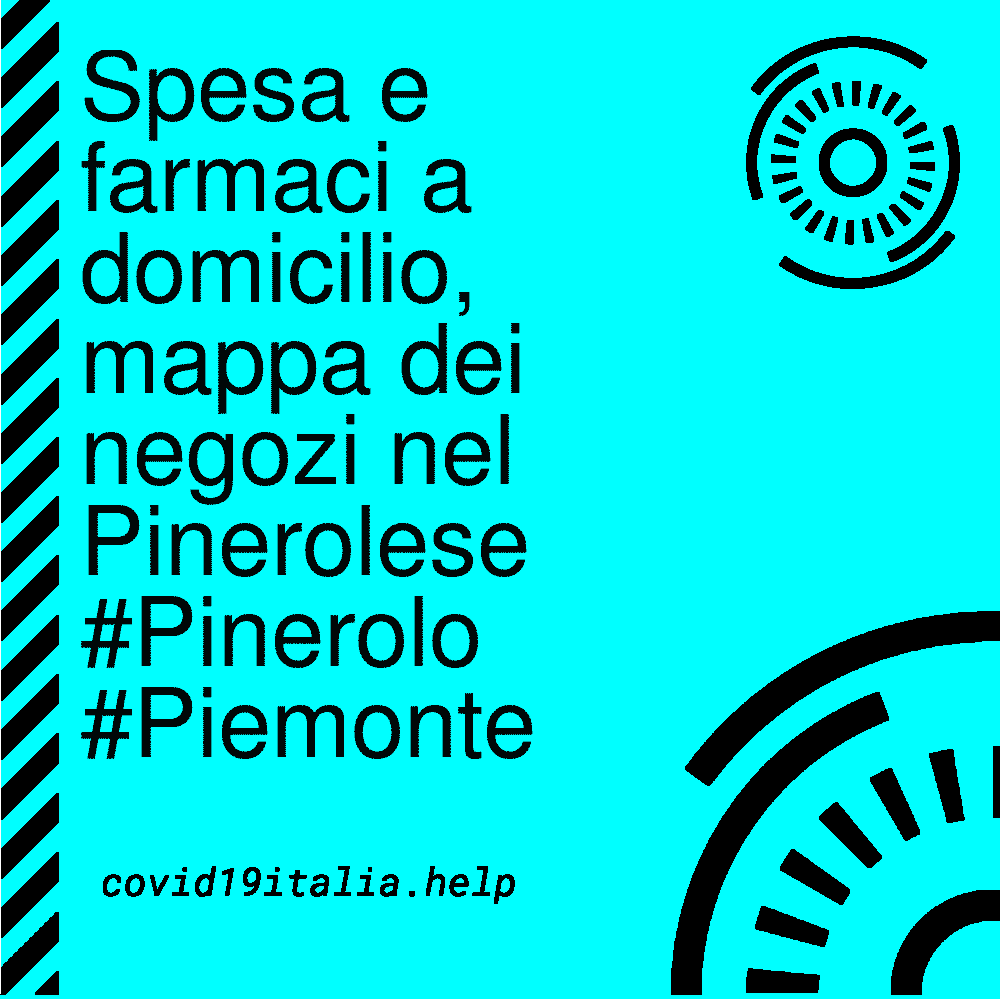 Spesa e
farmaci a
domicilio,
mappa dei
negozi nel
Pinerolese
#Pinerolo
#Piemonte
covid19italia.help